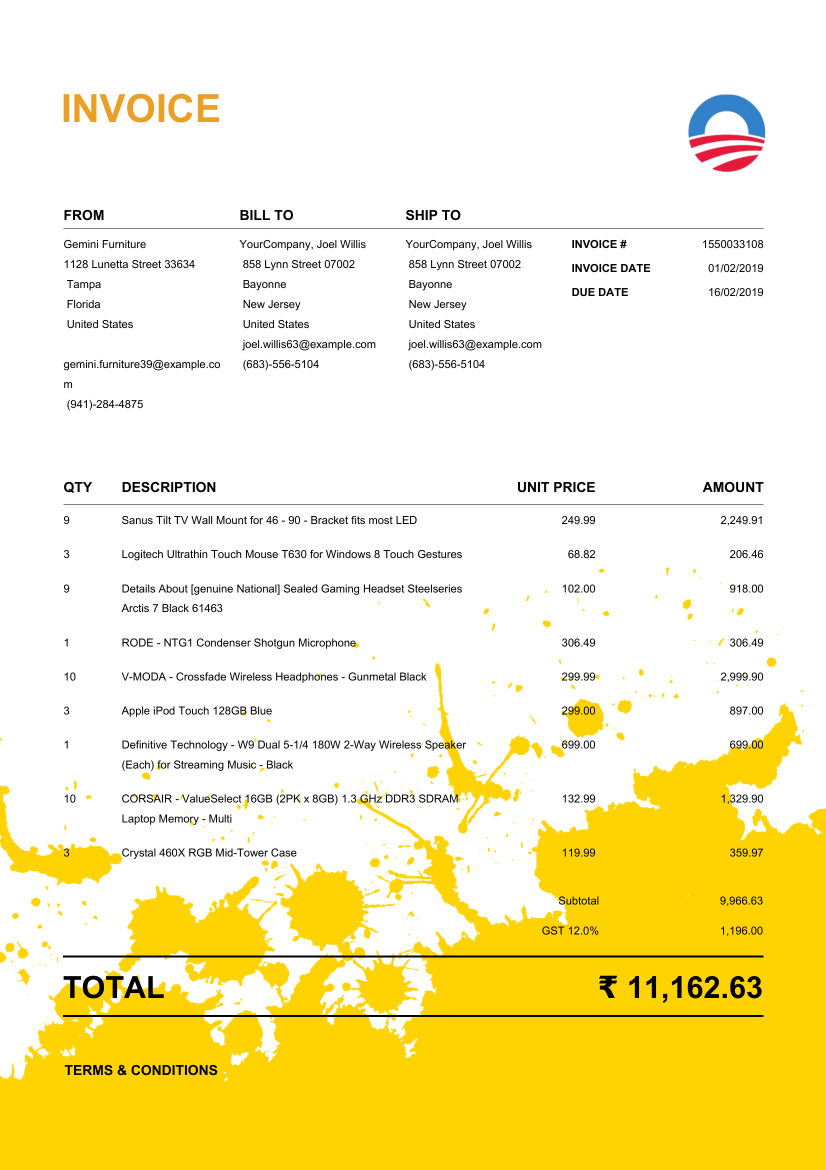 INVOICE
FROM
BILL TO
SHIP TO
Gemini Furniture
1128 Lunetta Street 33634
Tampa
Florida
United States
gemini.furniture39@example.co
m
(941)-284-4875
YourCompany, Joel Willis
858 Lynn Street 07002
Bayonne
New Jersey
United States
joel.willis63@example.com
(683)-556-5104
YourCompany, Joel Willis
858 Lynn Street 07002
Bayonne
New Jersey
United States
joel.willis63@example.com
(683)-556-5104
INVOICE # 1550033108
INVOICE DATE 01/02/2019
DUE DATE 16/02/2019
QTY DESCRIPTION UNIT PRICE AMOUNT
9 Sanus Tilt TV Wall Mount for 46 - 90 - Bracket fits most LED 249.99 2,249.91
3 Logitech Ultrathin Touch Mouse T630 for Windows 8 Touch Gestures 68.82 206.46
9 Details About [genuine National] Sealed Gaming Headset Steelseries 102.00 918.00
Arctis 7 Black 61463
1 RODE - NTG1 Condenser Shotgun Microphone 306.49 306.49
10 V-MODA - Crossfade Wireless Headphones - Gunmetal Black 299.99 2,999.90
3 Apple iPod Touch 128GB Blue 299.00 897.00
1 Definitive Technology - W9 Dual 5-1/4 180W 2-Way Wireless Speaker 699.00 699.00
(Each) for Streaming Music - Black
10 CORSAIR - ValueSelect 16GB (2PK x 8GB) 1.3 GHz DDR3 SDRAM 132.99 1,329.90
Laptop Memory - Multi
3 Crystal 460X RGB Mid-Tower Case 119.99 359.97
Subtotal 9,966.63
GST 12.0% 1,196.00
TOTAL ₹ 11,162.63
TERMS & CONDITIONS